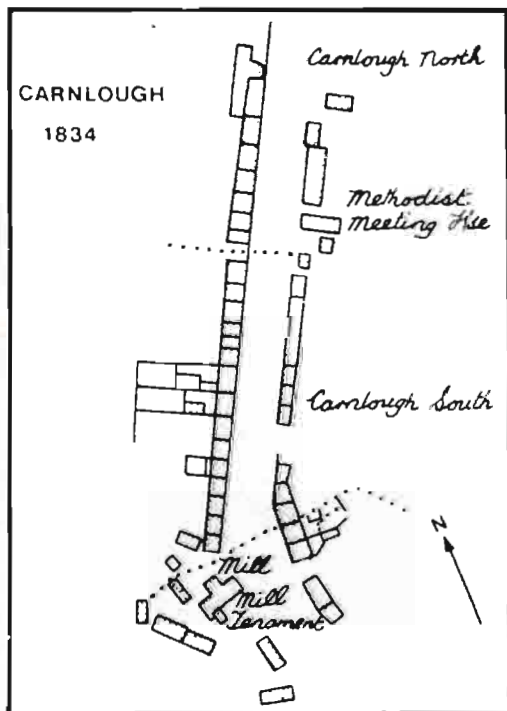 Carnlough North
CARNLOUGH
1834
Methodist
Meeting Hse
Carnlough South
N
Mill
Mill
Tenament